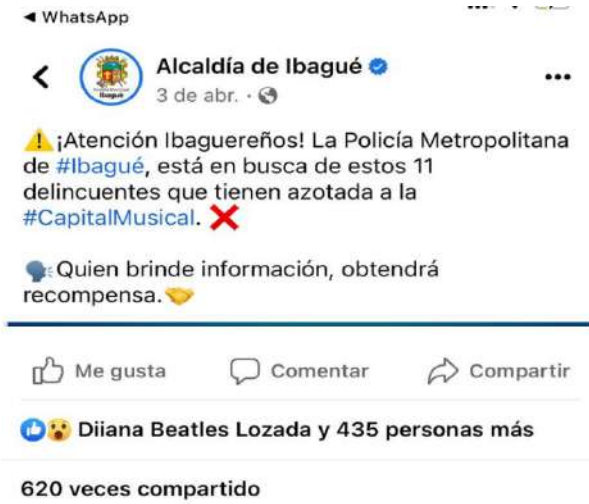 WhatsApp
Alcaldía de Ibagué
3 de abr. ·
¡Atención Ibaguereños! La Policía Metropolitana
de #Ibagué, está en busca de estos 11
delincuentes que tienen azotada a la
#CapitalMusical.
Quien brinde información, obtendrá
recompensa.
Me gusta Comentar Compartir
Diiana Beatles Lozada y 435 personas más
620 veces compartido